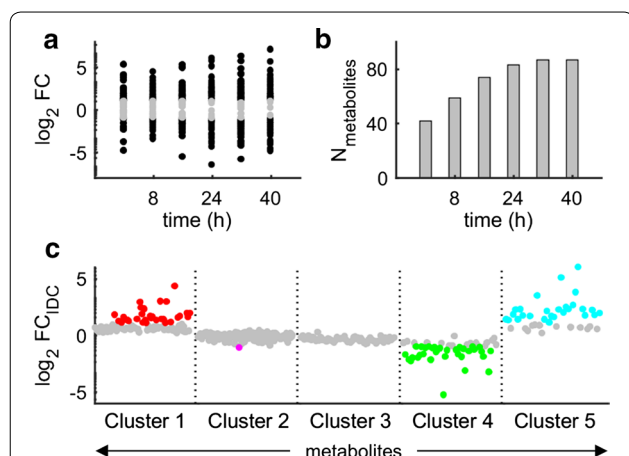 a
5
0
-5
log2 FC
8 24 40
time (h)
b
80
40
0
Nmetabolites
8 24 40
time (h)
c
5
0
-5
log2 FCIDC
Cluster 1 Cluster 2 Cluster 3 Cluster 4 Cluster 5
metabolites